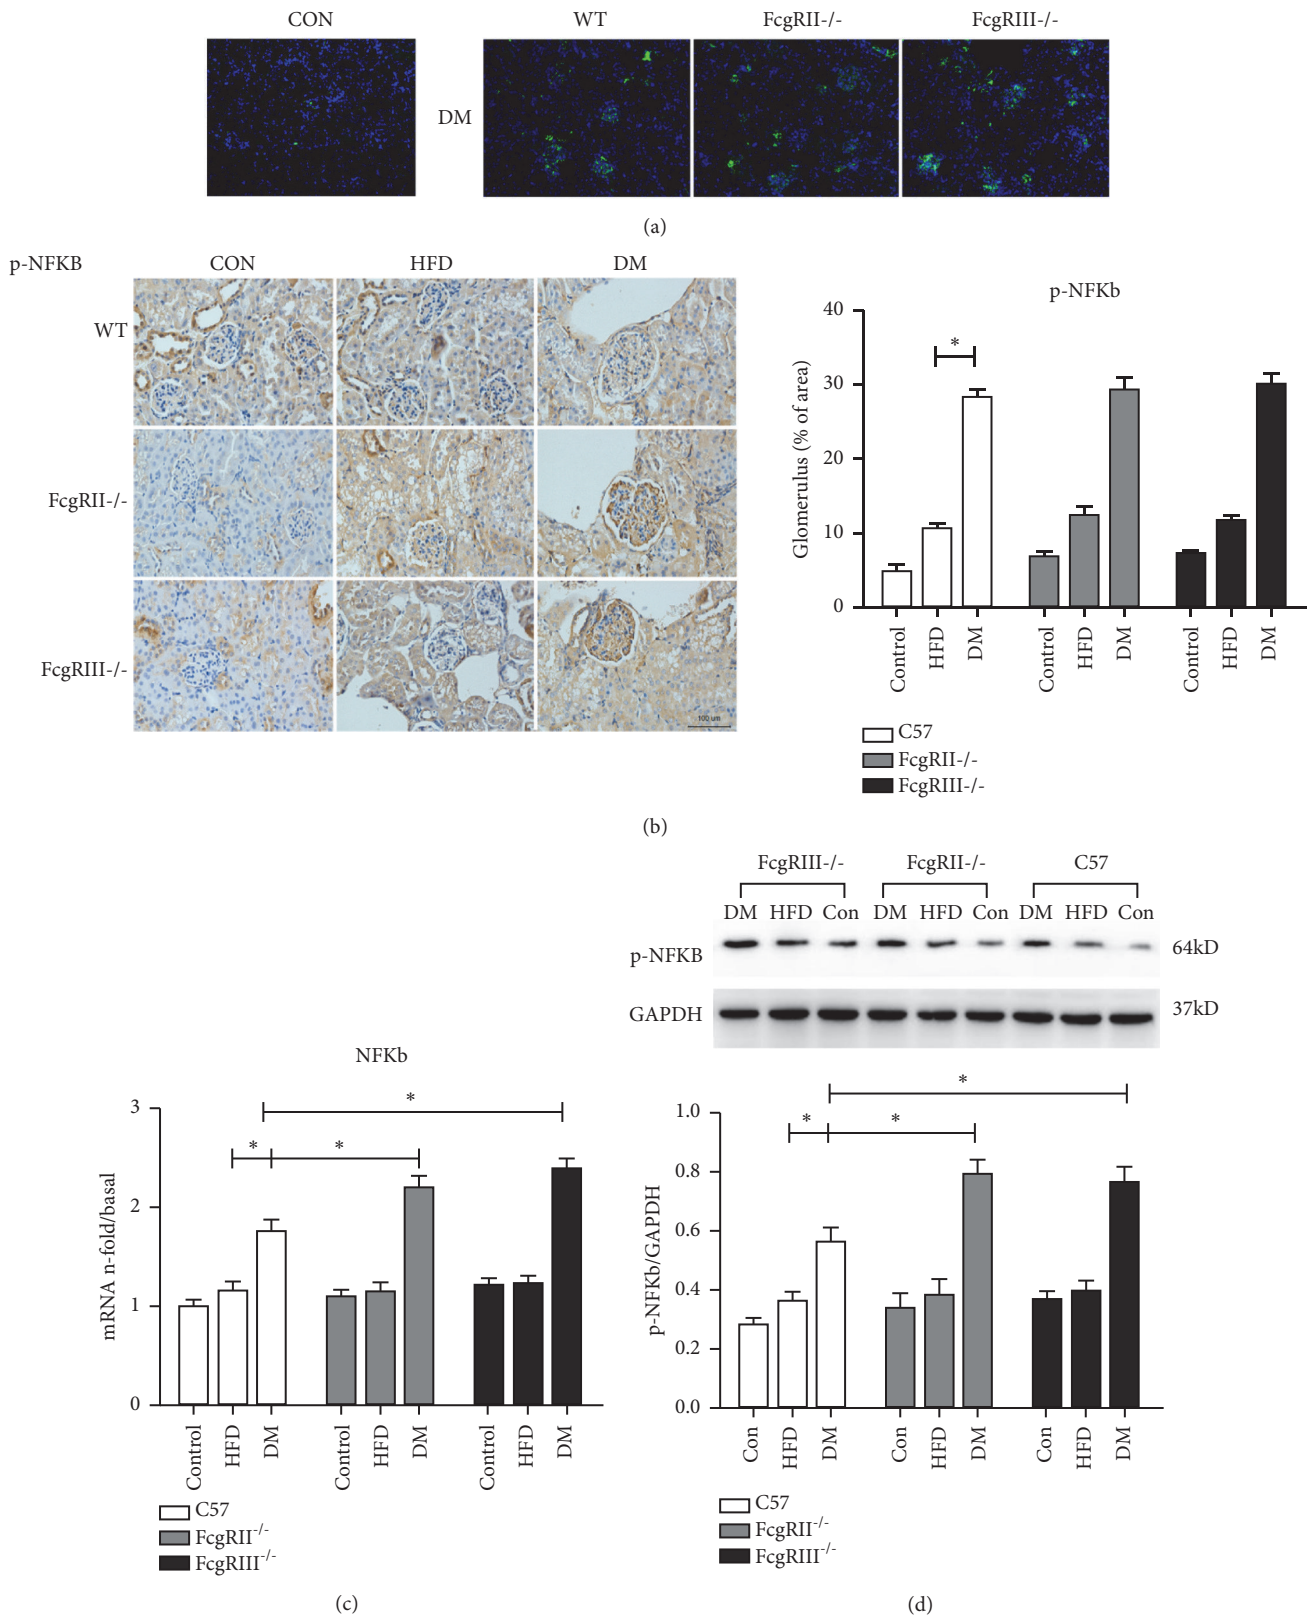 CON WT FcgRII-/- FcgRIII-/-
DM
(a)
p-NFKB CON HFD DM
WT
FcgRII-/-
FcgRIII-/-
100 um
p-NFKb
Glomerulus (% of area)
40
30
20
10
0
*
Control HFD DM Control HFD DM Control HFD DM
C57
FcgRII-/-
FcgRIII-/-
(b)
NFKb
mRNA n-fold/basal
3
2
1
0
* * *
Control HFD DM Control HFD DM Control HFD DM
C57
FcgRII-/-
FcgRIII-/-
(c)
FcgRIII-/- FcgRII-/- C57
DM HFD Con DM HFD Con DM HFD Con
p-NFKB 64kD
GAPDH 37kD
p-NFKb/GAPDH
1.0
0.8
0.6
0.4
0.2
0.0
* * *
Con HFD DM Con HFD DM Con HFD DM
C57
FcgRII-/-
FcgRIII-/-
(d)